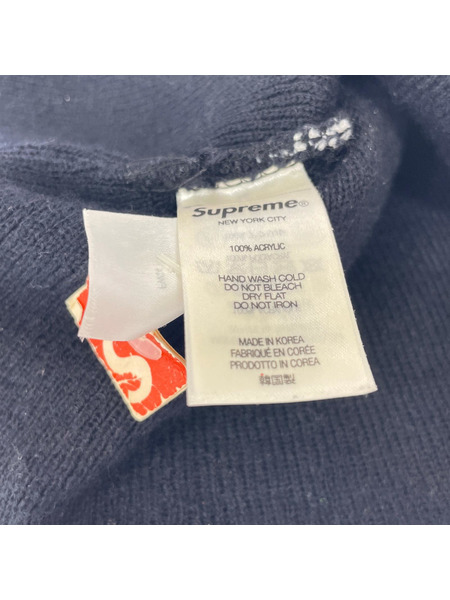 Supreme®
NEW YORK CITY
100% ACRYLIC
HAND WASH COLD
DO NOT BLEACH
DRY FLAT
DO NOT IRON
MADE IN KOREA
FABRIQUÉ EN CORÉE
PRODOTTO IN COREA
S